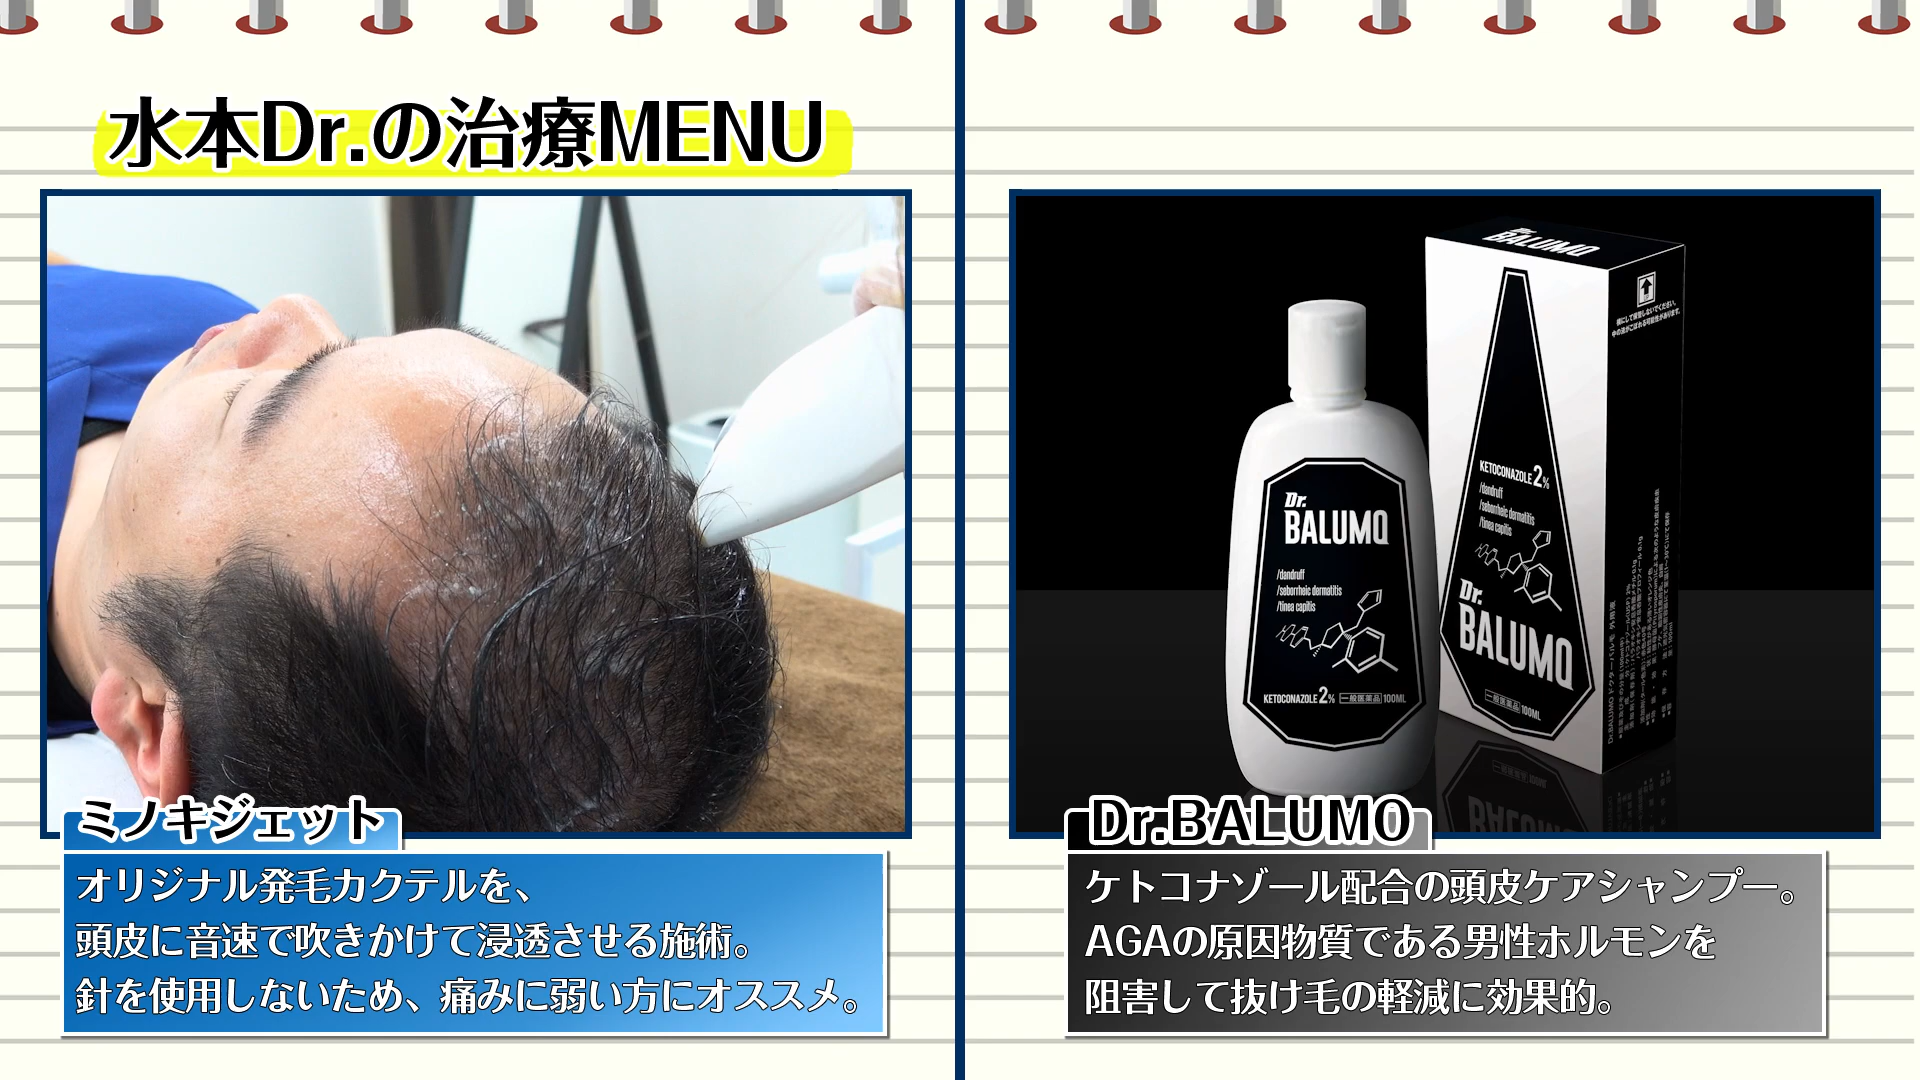 水本Dr.の治療MENU
ミノキジェット
オリジナル発毛カクテルを、
頭皮に音速で吹きかけて浸透させる施術。
針を使用しないため、痛みに弱い方にオススメ。
Dr.
BALUMO
KETOCONAZOLE 2%
/dandruff
/seborrheic dermatitis
/tinea capitis
Dr.
BALUMO
一般医薬品 100ML
Dr.
BALUMO
/dandruff
/seborrheic dermatitis
/tinea capitis
KETOCONAZOLE 2% 一般医薬品 100ML
Dr.BALUMO
ケトコナゾール配合の頭皮ケアシャンプー。
AGAの原因物質である男性ホルモンを
阻害して抜け毛の軽減に効果的。